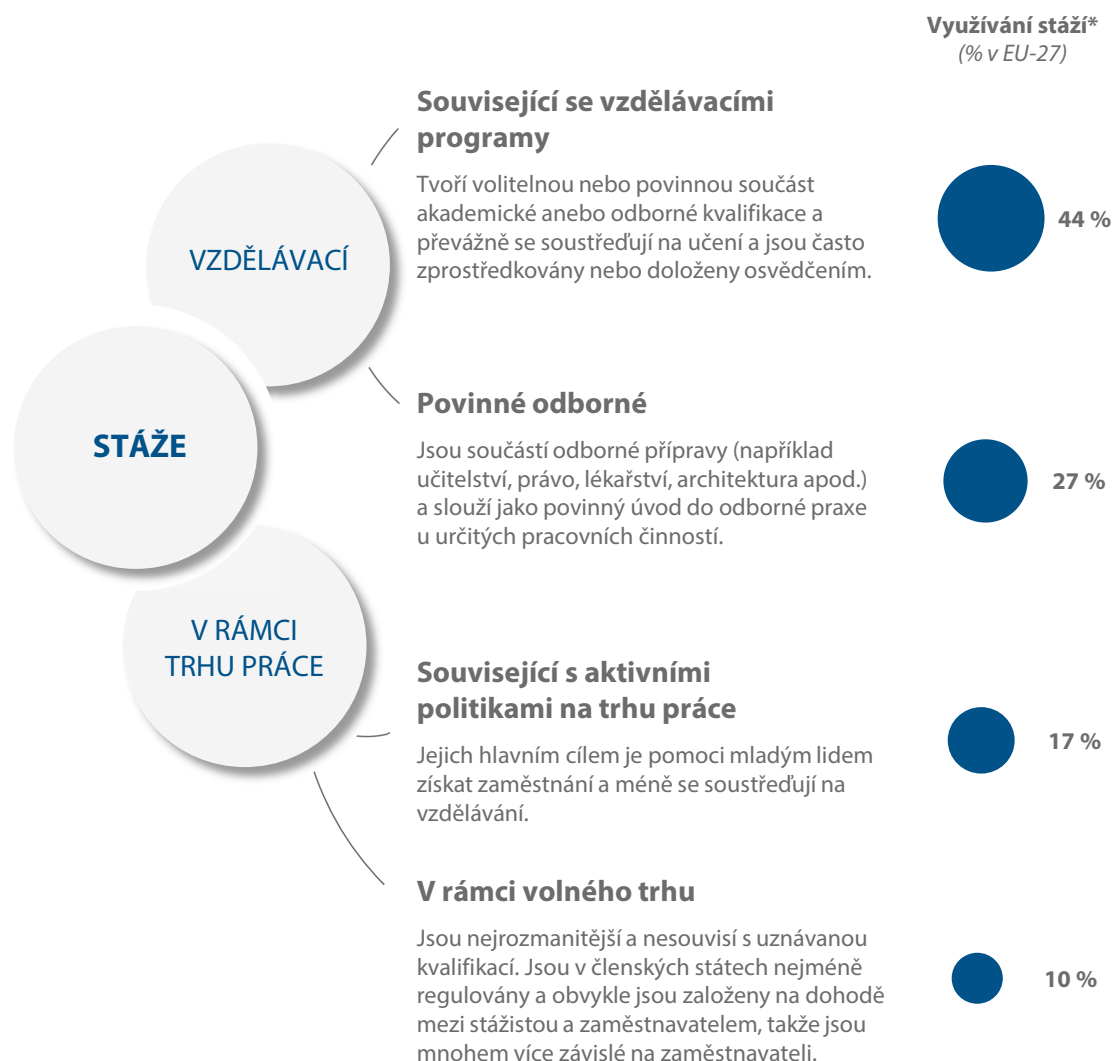 Využívání stáží*
(% v EU-27)
Související se vzdělávacími
programy
Tvoří volitelnou nebo povinnou součást
akademické anebo odborné kvalifikace a
převážně se soustřeďují na učení a jsou často
zprostředkovány nebo doloženy osvědčením.
44 %
VZDĚLÁVACÍ
Povinné odborné
Jsou součástí odborné přípravy (například
učitelství, právo, lékařství, architektura apod.)
a slouží jako povinný úvod do odborné praxe
u určitých pracovních činností.
27 %
STÁŽE
V RÁMCI
TRHU PRÁCE
Související s aktivními
politikami na trhu práce
Jejich hlavním cílem je pomoci mladým lidem
získat zaměstnání a méně se soustřeďují na
vzdělávání.
17 %
V rámci volného trhu
Jsou nejrozmanitější a nesouvisí s uznávanou
kvalifikací. Jsou v členských státech nejméně
regulovány a obvykle jsou založeny na dohodě
mezi stážistou a zaměstnavatelem, takže jsou
mnohem více závislé na zaměstnavateli.
10 %